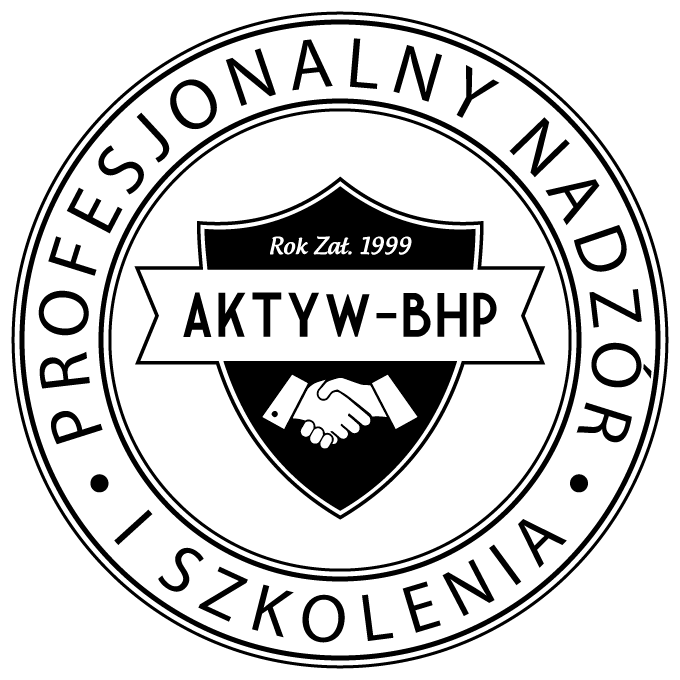 PROFESJONALNY NADZÓR
Rok Zał. 1999
AKTYW-BHP
• I SZKOLENIA •